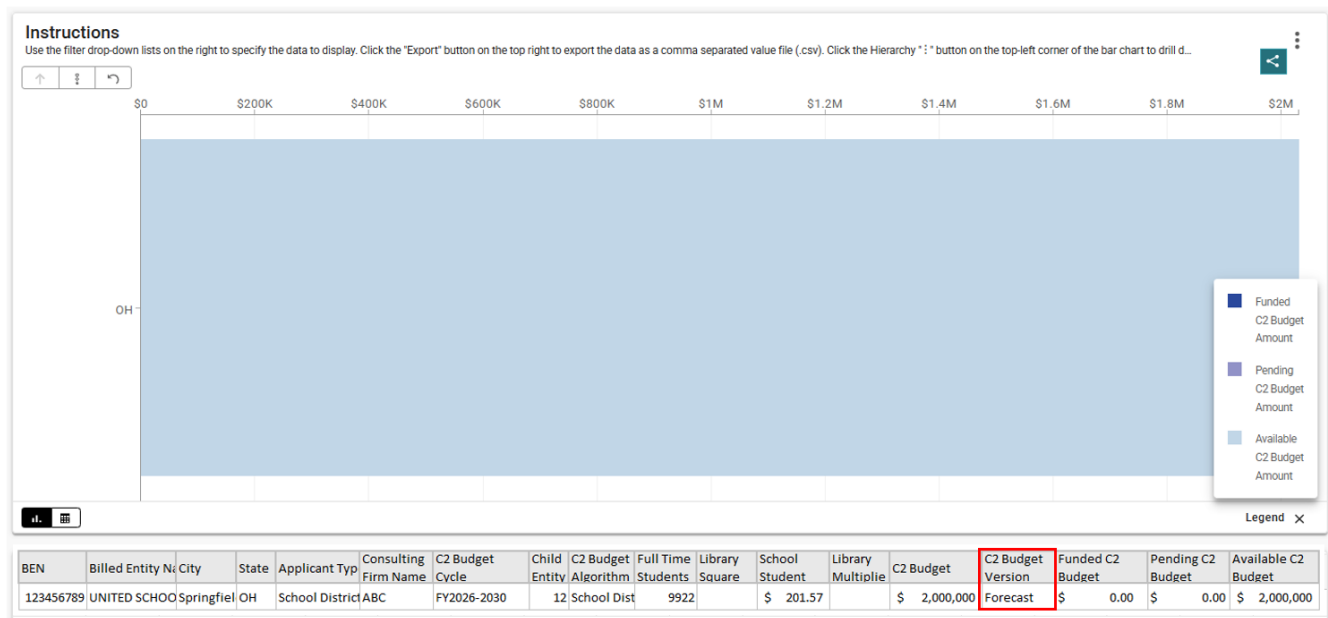 Instructions
Use the filter drop-down lists on the right to specify the data to display. Click the "Export" button on the top right to export the data as a comma separated value file (.csv). Click the Hierarchy "⋮" button on the top-left corner of the bar chart to drill d...
$0 $200K $400K $600K $800K $1M $1.2M $1.4M $1.6M $1.8M $2M
OH
Funded
C2 Budget
Amount
Pending
C2 Budget
Amount
Available
C2 Budget
Amount
Legend
BEN Billed Entity Na City State Applicant Typ Consulting Firm Name C2 Budget Cycle Child Entity C2 Budget Algorithm Full Time Students Library Square School Student Library Multiplie C2 Budget C2 Budget Version Funded C2 Budget Pending C2 Budget Available C2 Budget
123456789 UNITED SCHOO Springfiel OH School District ABC FY2026-2030 12 School Dist 9922 $ 201.57 $ 2,000,000 Forecast $ 0.00 $ 0.00 $ 2,000,000